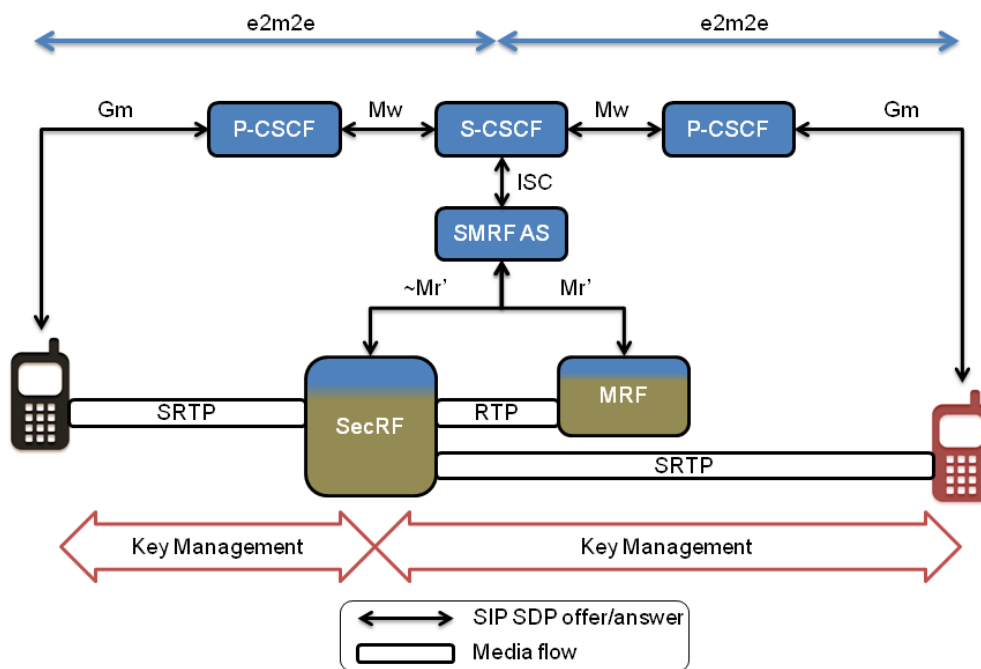 e2m2e
e2m2e
Gm
P-CSCF
Mw
S-CSCF
Mw
P-CSCF
Gm
ISC
SMRF AS
~Mr’
Mr’
SRTP
SecRF
RTP
MRF
SRTP
Key Management
Key Management
SIP SDP offer/answer
Media flow